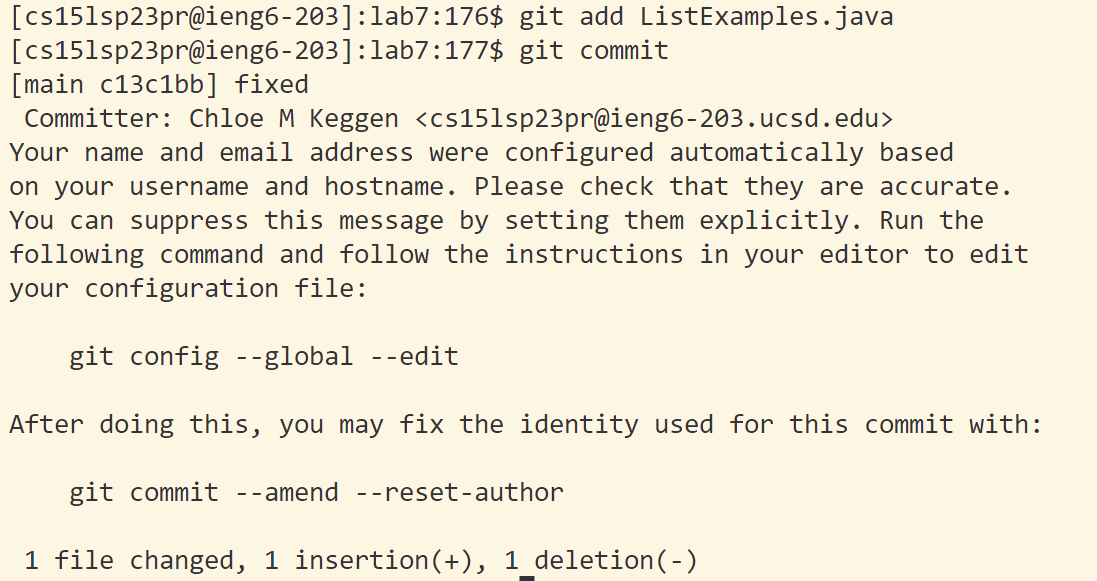 [cs15lsp23pr@ieng6-203]:lab7:176$ git add ListExamples.java
[cs15lsp23pr@ieng6-203]:lab7:177$ git commit
[main c13c1bb] fixed
 Committer: Chloe M Keggen <cs15lsp23pr@ieng6-203.ucsd.edu>
Your name and email address were configured automatically based
on your username and hostname. Please check that they are accurate.
You can suppress this message by setting them explicitly. Run the
following command and follow the instructions in your editor to edit
your configuration file:

    git config --global --edit

After doing this, you may fix the identity used for this commit with:

    git commit --amend --reset-author

 1 file changed, 1 insertion(+), 1 deletion(-)